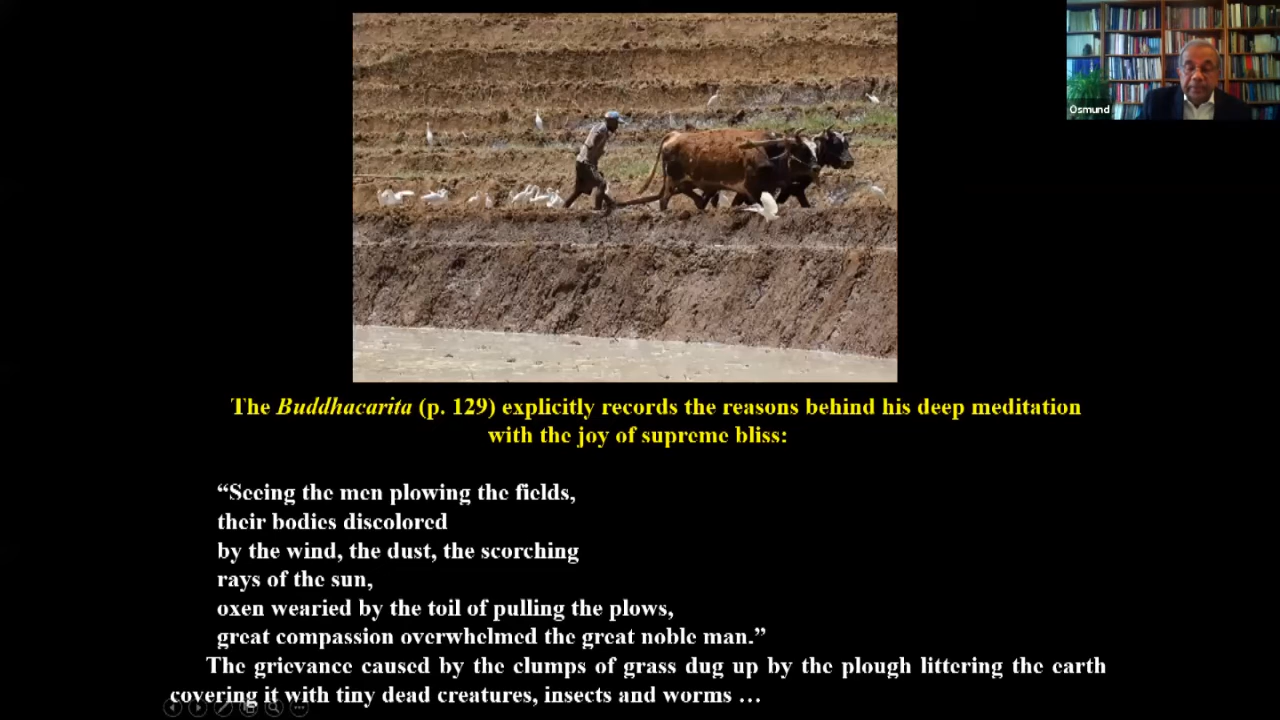 Osmund
The Buddhacarita (p. 129) explicitly records the reasons behind his deep meditation
with the joy of supreme bliss:
“Seeing the men plowing the fields,
their bodies discolored
by the wind, the dust, the scorching
rays of the sun,
oxen wearied by the toil of pulling the plows,
great compassion overwhelmed the great noble man.”
The grievance caused by the clumps of grass dug up by the plough littering the earth
covering it with tiny dead creatures, insects and worms …